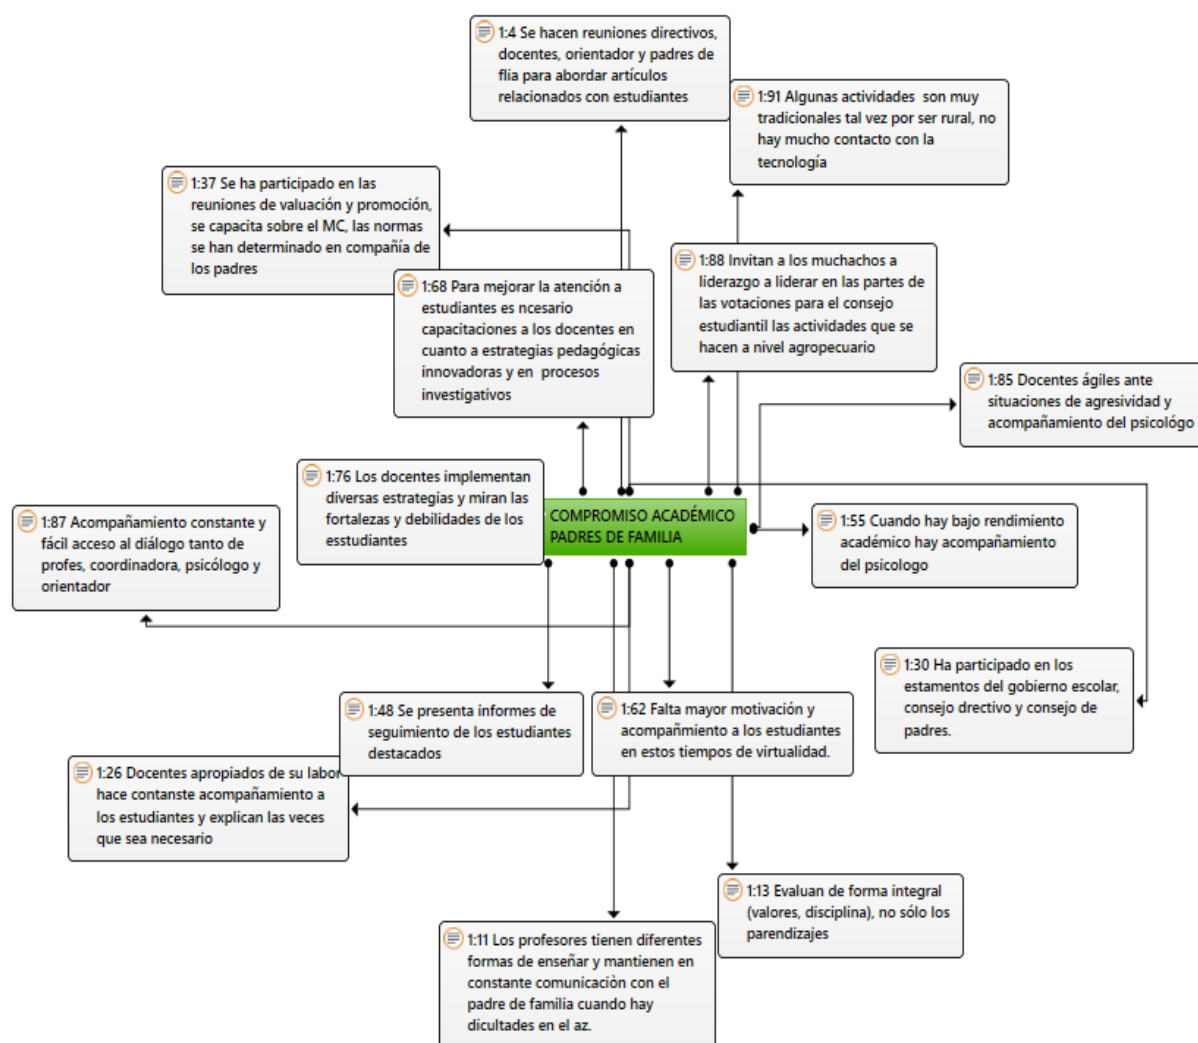 1:4 Se hacen reuniones directivos,
docentes, orientador y padres de
flia para abordar artículos
relacionados con estudiantes
1:91 Algunas actividades  son muy
tradicionales tal vez por ser rural, no
hay mucho contacto con la
tecnología
1:37 Se ha participado en las
reuniones de valuación y promoción,
se capacita sobre el MC, las normas
se han determinado en compañía de
los padres
1:88 Invitan a los muchachos a
liderazgo a liderar en las partes de
las votaciones para el consejo
estudiantil las actividades que se
hacen a nivel agropecuario
1:68 Para mejorar la atención a
estudiantes es ncesario
capacitaciones a los docentes en
cuanto a estrategias pedagógicas
innovadoras y en  procesos
investigativos
1:85 Docentes ágiles ante
situaciones de agresividad y
acompañamiento del psicológo
1:76 Los docentes implementan
diversas estrategias y miran las
fortalezas y debilidades de los
esstudiantes
COMPROMISO ACADÉMICO
PADRES DE FAMILIA
1:87 Acompañamiento constante y
fácil acceso al diálogo tanto de
profes, coordinadora, psicólogo y
orientador
1:55 Cuando hay bajo rendimiento
académico hay acompañamiento
del psicologo
1:30 Ha participado en los
estamentos del gobierno escolar,
consejo drectivo y consejo de
padres.
1:48 Se presenta informes de
seguimiento de los estudiantes
destacados
1:62 Falta mayor motivación y
acompañmiento a los estudiantes
en estos tiempos de virtualidad.
1:26 Docentes apropiados de su labor
hace contanste acompañamiento a
los estudiantes y explican las veces
que sea necesario
1:13 Evaluan de forma integral
(valores, disciplina), no sólo los
parendizajes
1:11 Los profesores tienen diferentes
formas de enseñar y mantienen en
constante comunicaciòn con el
padre de familia cuando hay
dicultades en el az.